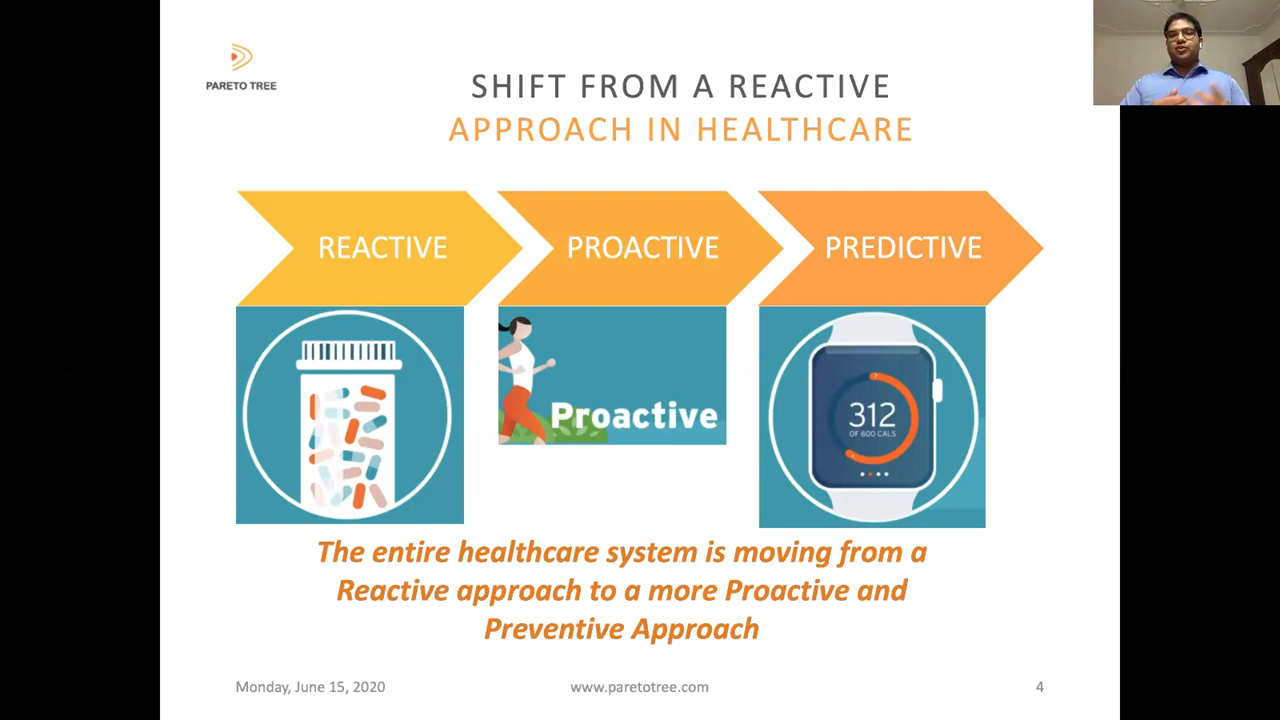 PARETO TREE
SHIFT FROM A REACTIVE
APPROACH IN HEALTHCARE
REACTIVE
PROACTIVE
PREDICTIVE
Proactive
312
OF 600 CALS
The entire healthcare system is moving from a
Reactive approach to a more Proactive and
Preventive Approach
Monday, June 15, 2020
www.paretotree.com
4